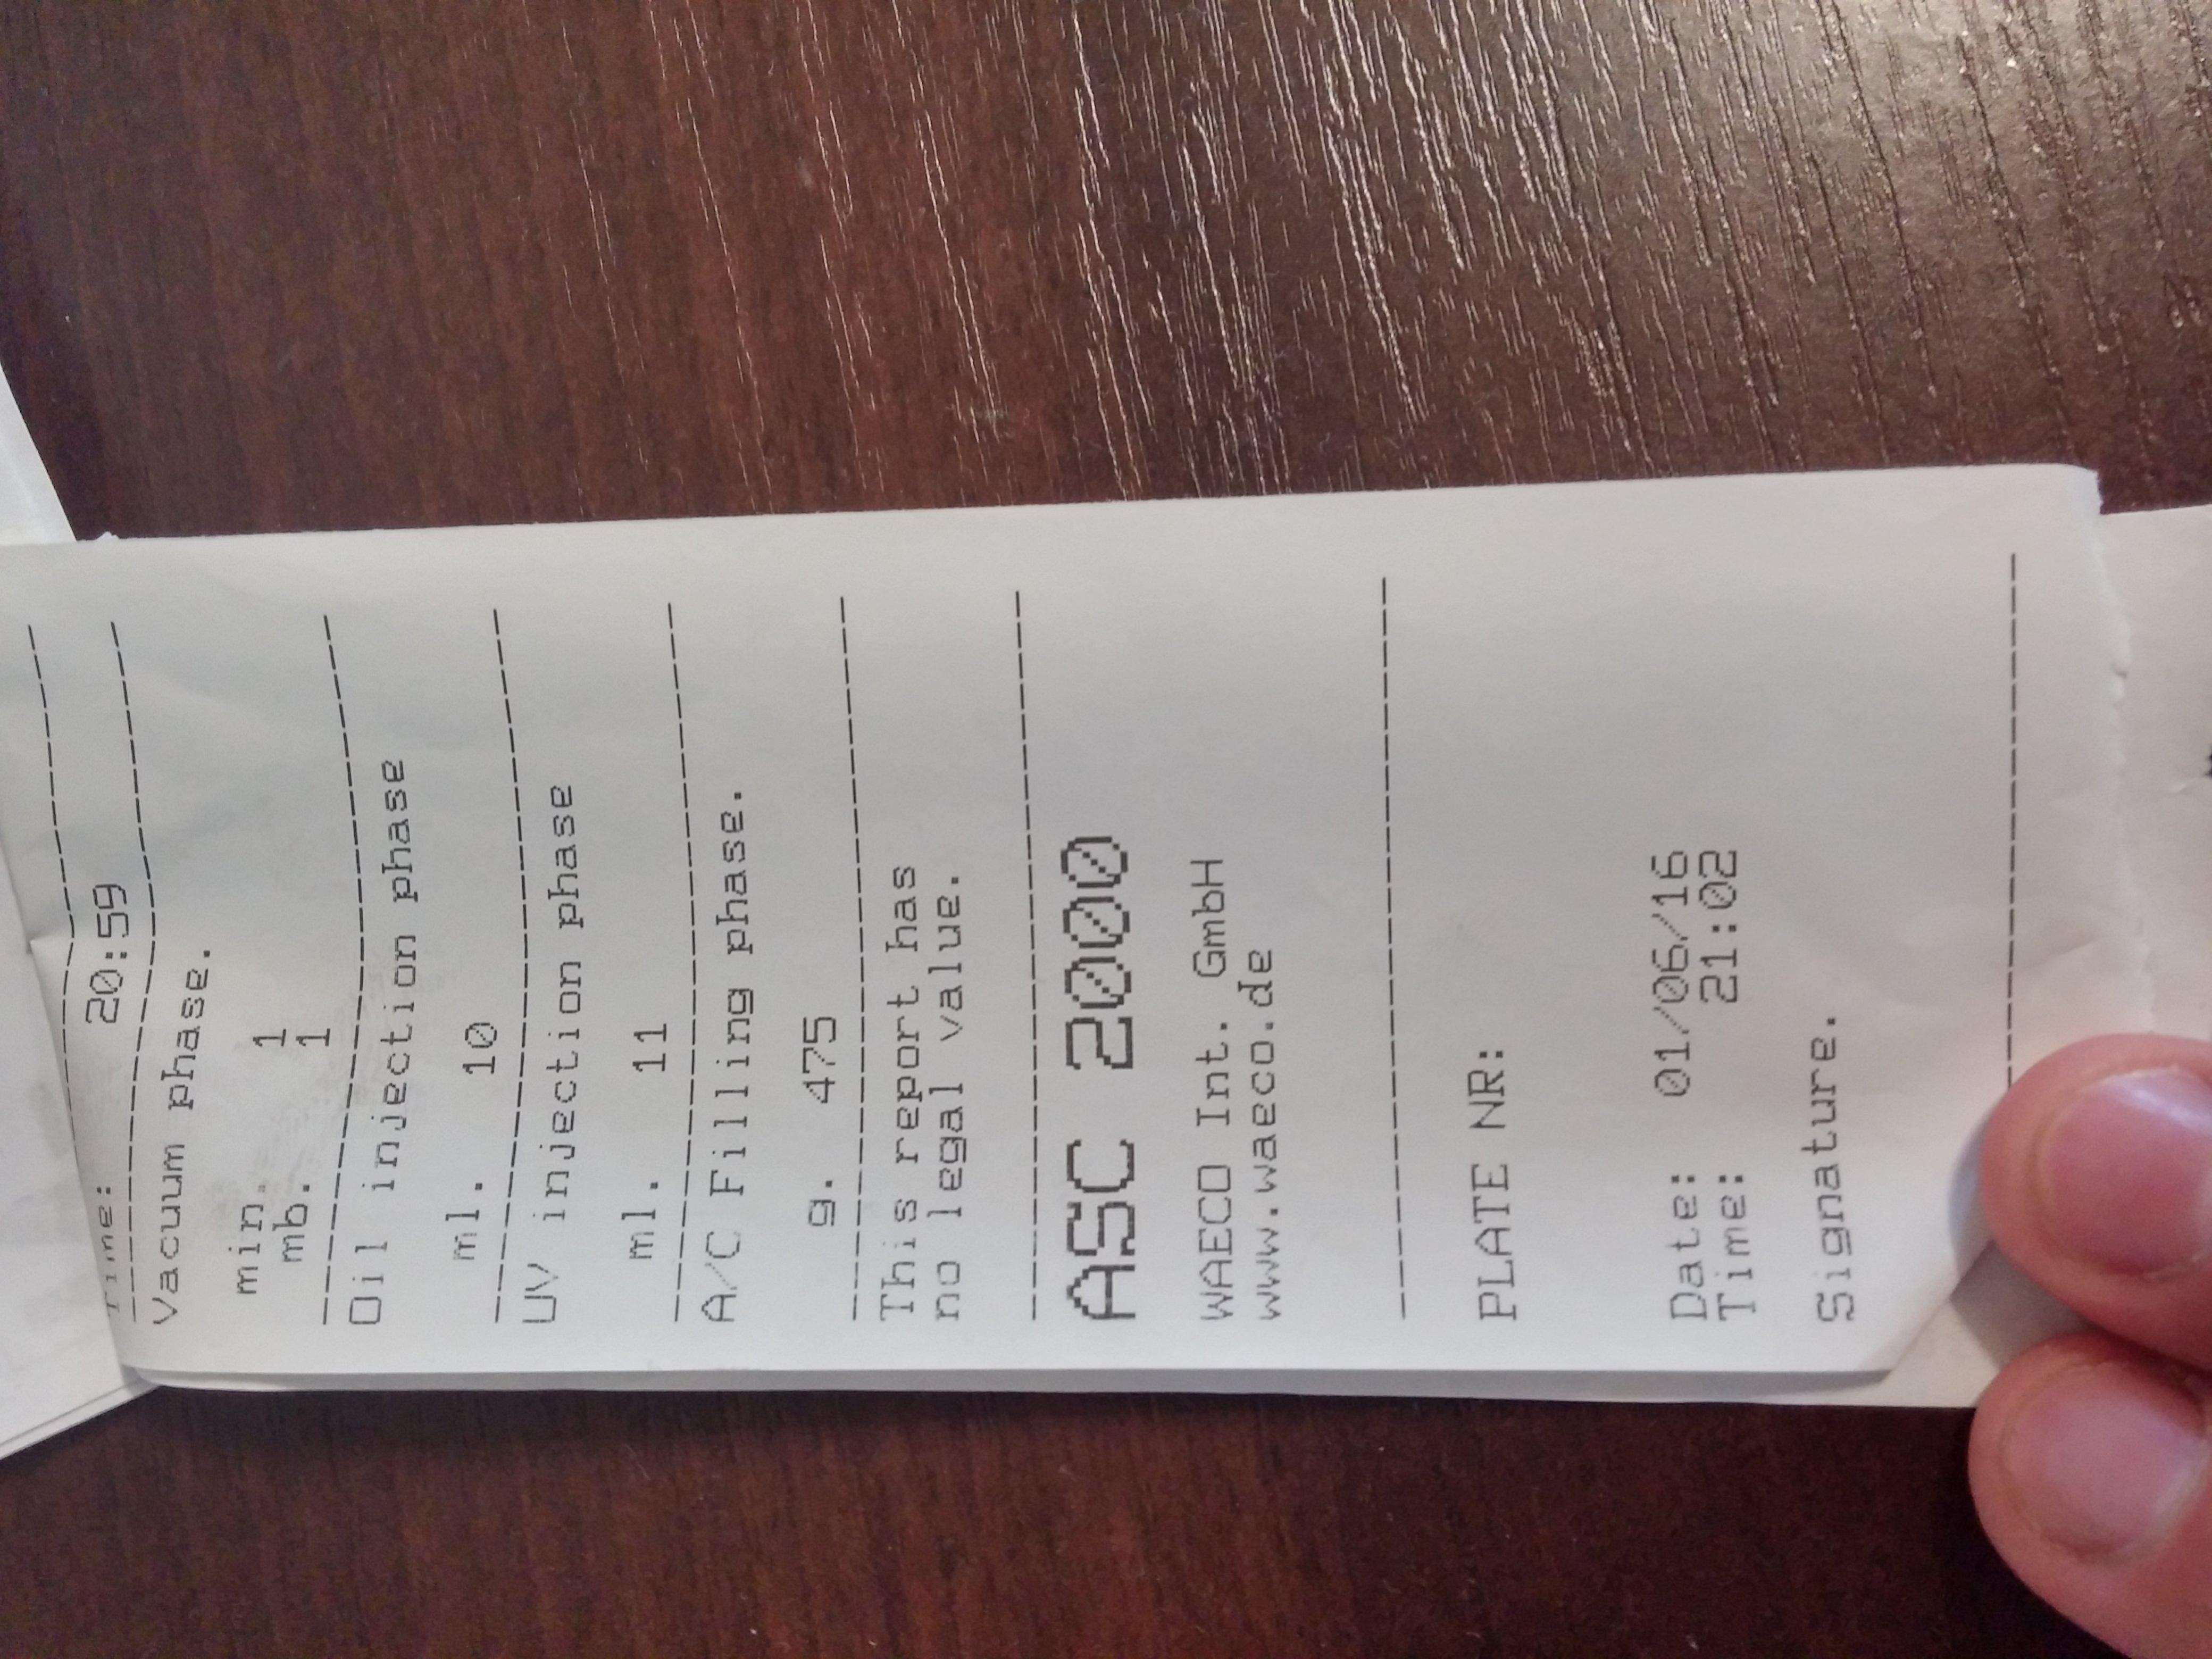 Time: 20:59
Vacuum phase.
min. 1
mb. 1
Oil injection phase
ml. 10
UV injection phase
ml. 11
A/C Filling phase.
g. 475
This report has
no legal value.
ASC 2000
WAECO Int. GmbH
www.waeco.de
PLATE NR:
Date: 01/06/16
Time: 21:02
Signature.